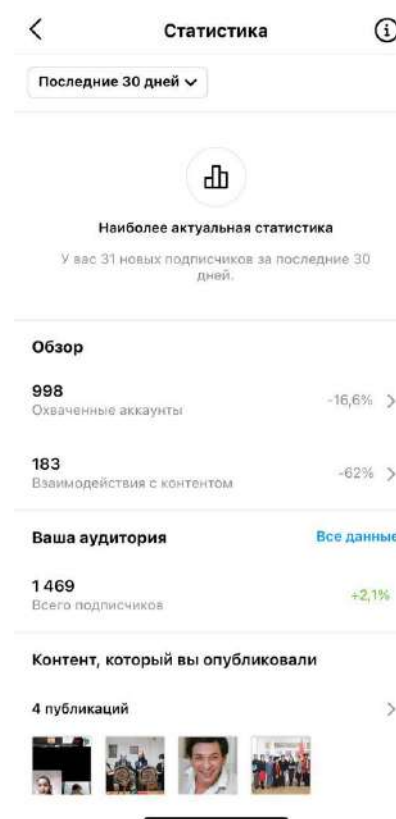 Статистика
Последние 30 дней
Наиболее актуальная статистика
У вас 31 новых подписчиков за последние 30
дней.
Обзор
998
Охваченные аккаунты
-16,6%
183
Взаимодействия с контентом
-62%
Ваша аудитория
Все данные
1 469
Всего подписчиков
+2,1%
Контент, который вы опубликовали
4 публикаций